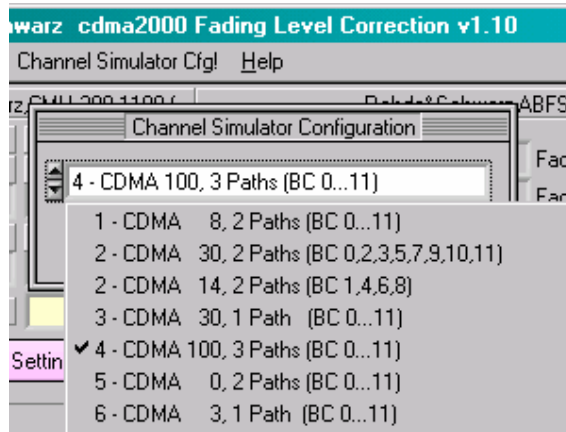 warz cdma2000 Fading Level Correction v1.10
Channel Simulator Cfg! Help
Channel Simulator Configuration
4 - CDMA 100, 3 Paths (BC 0...11)
Fac
1 - CDMA 8, 2 Paths (BC 0...11)
2 - CDMA 30, 2 Paths (BC 0,2,3,5,7,9,10,11)
2 - CDMA 14, 2 Paths (BC 1,4,6,8)
3 - CDMA 30, 1 Path (BC 0...11)
✔ 4 - CDMA 100, 3 Paths (BC 0...11)
Settin
5 - CDMA 0, 2 Paths (BC 0...11)
6 - CDMA 3, 1 Path (BC 0...11)